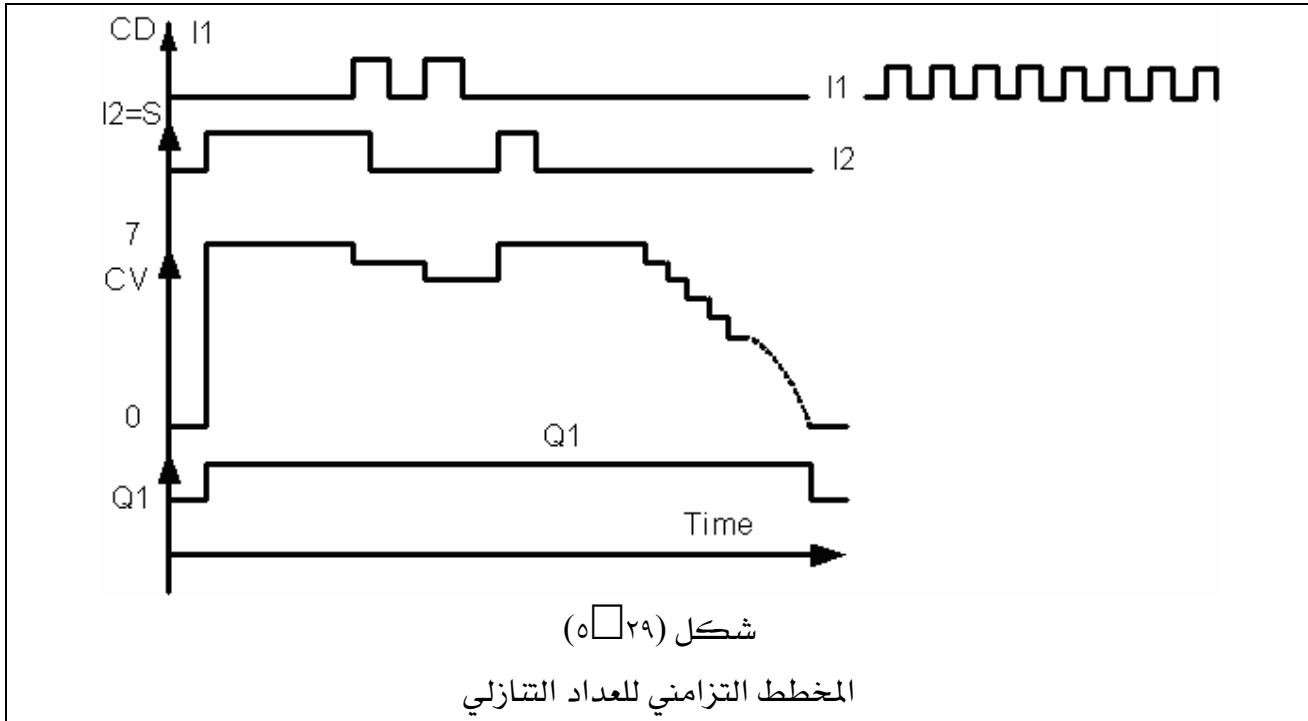 CD I1
I1
I2=S
I2
7
CV
0
Q1
Q1
Time
شكل (٢٩□٥)
المخطط التزامني للعداد التنازلي